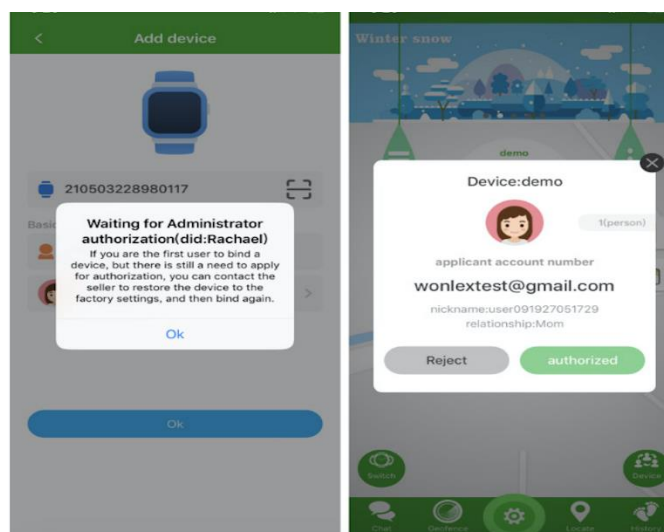 Add device
210503228980117
Basic
Waiting for Administrator
authorization(did:Rachael)
If you are the first user to bind a
device, but there is still a need to apply
for authorization, you can contact the
seller to restore the device to the
factory settings, and then bind again.
Ok
Ok
Winter snow
demo
Device:demo
1(person)
applicant account number
wonlextest@gmail.com
nickname:user091927051729
relationship:Mom
Reject
authorized
Switch
Device
Chat
Geofence
Locate
History